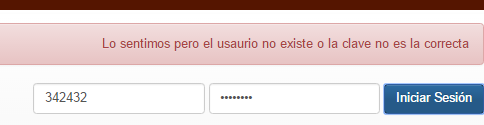 Lo sentimos pero el usaurio no existe o la clave no es la correcta
342432
••••••••
Iniciar Sesión